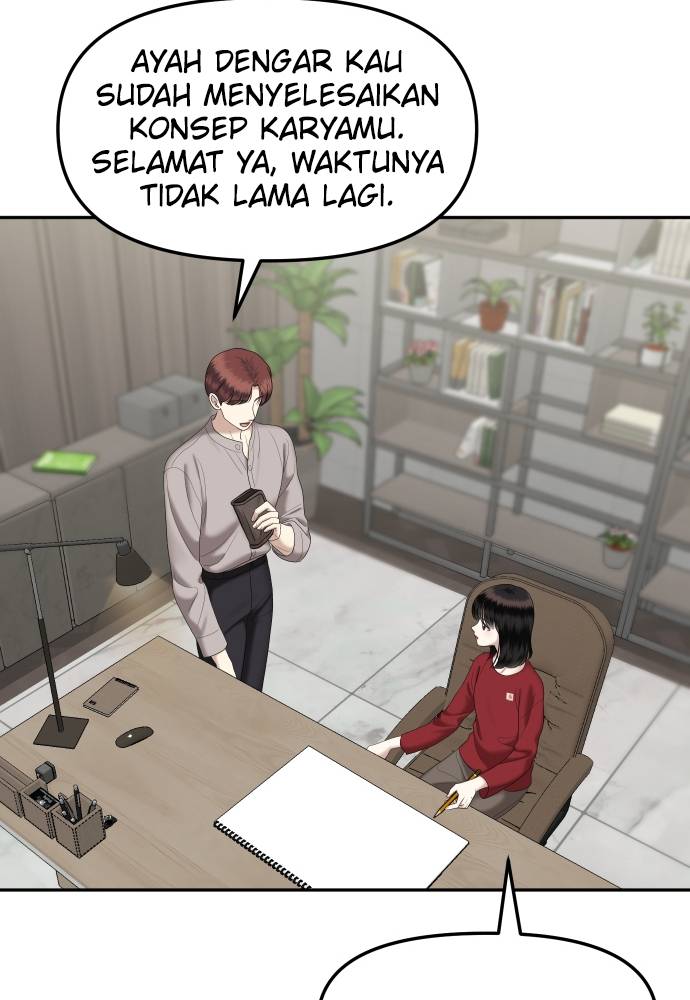 AYAH DENGAR KAU
SUDAH MENYELESAIKAN
KONSEP KARYAMU.
SELAMAT YA, WAKTUNYA
TIDAK LAMA LAGI.